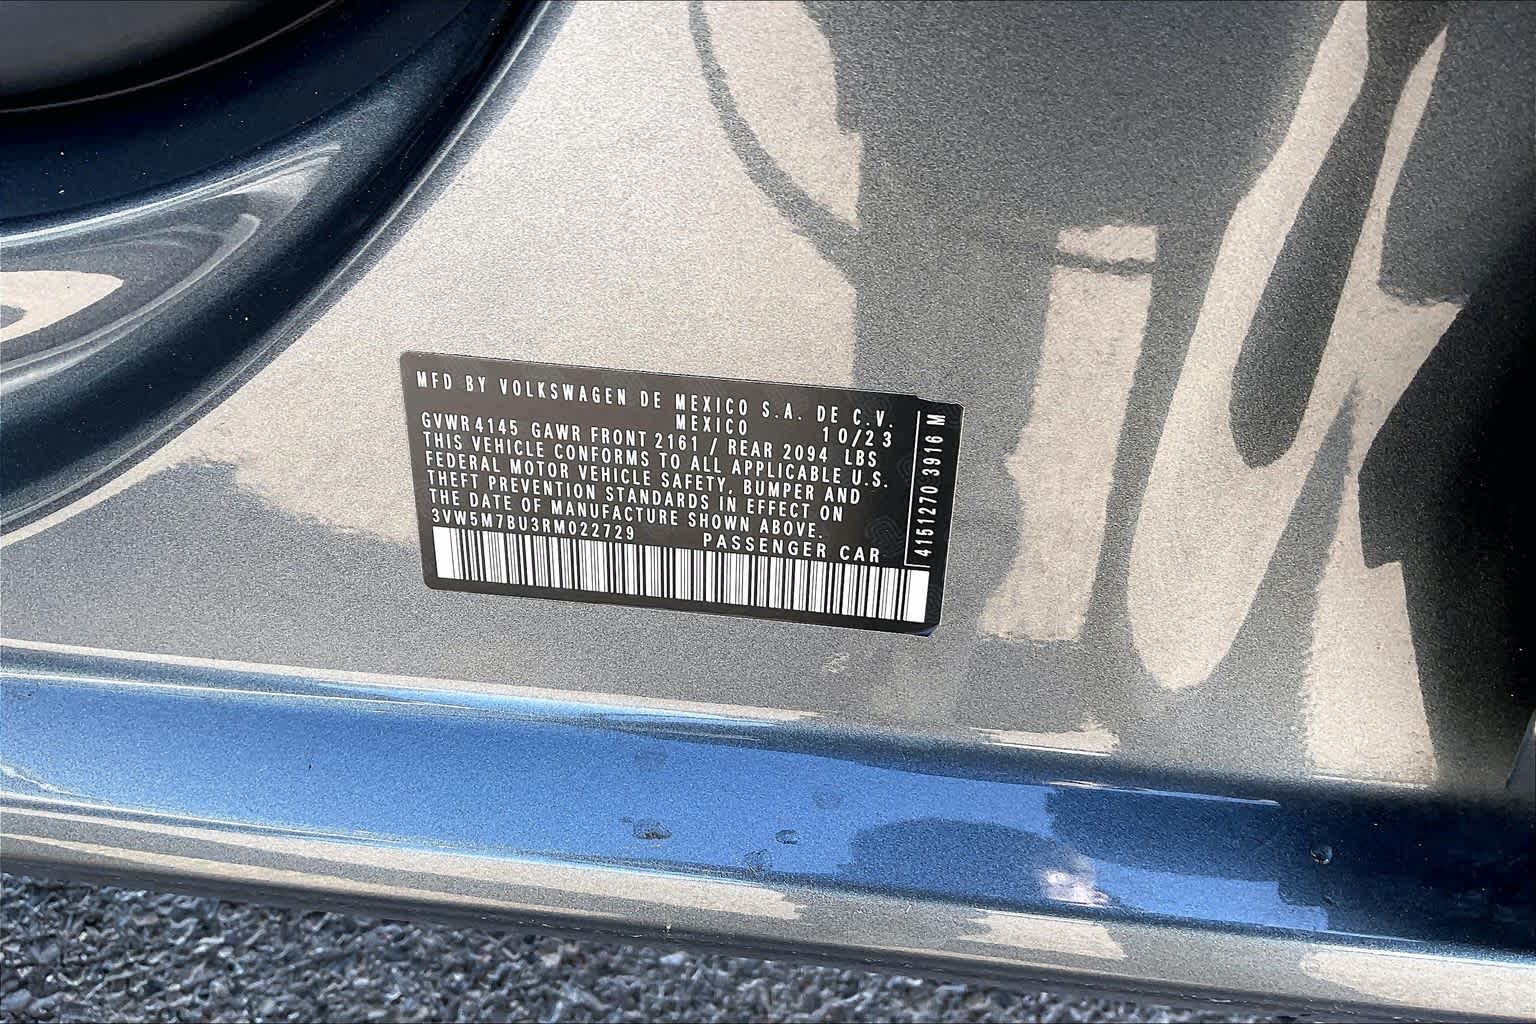 MFD BY VOLKSWAGEN DE MEXICO S.A. DE C.V.
MEXICO 10/23
GVWR 4145 GAWR FRONT 2161 / REAR 2094 LBS
THIS VEHICLE CONFORMS TO ALL APPLICABLE U.S.
FEDERAL MOTOR VEHICLE SAFETY, BUMPER AND
THEFT PREVENTION STANDARDS IN EFFECT ON
THE DATE OF MANUFACTURE SHOWN ABOVE.
3VW5M7BU3RM022729 PASSENGER CAR
4151270 3916 M